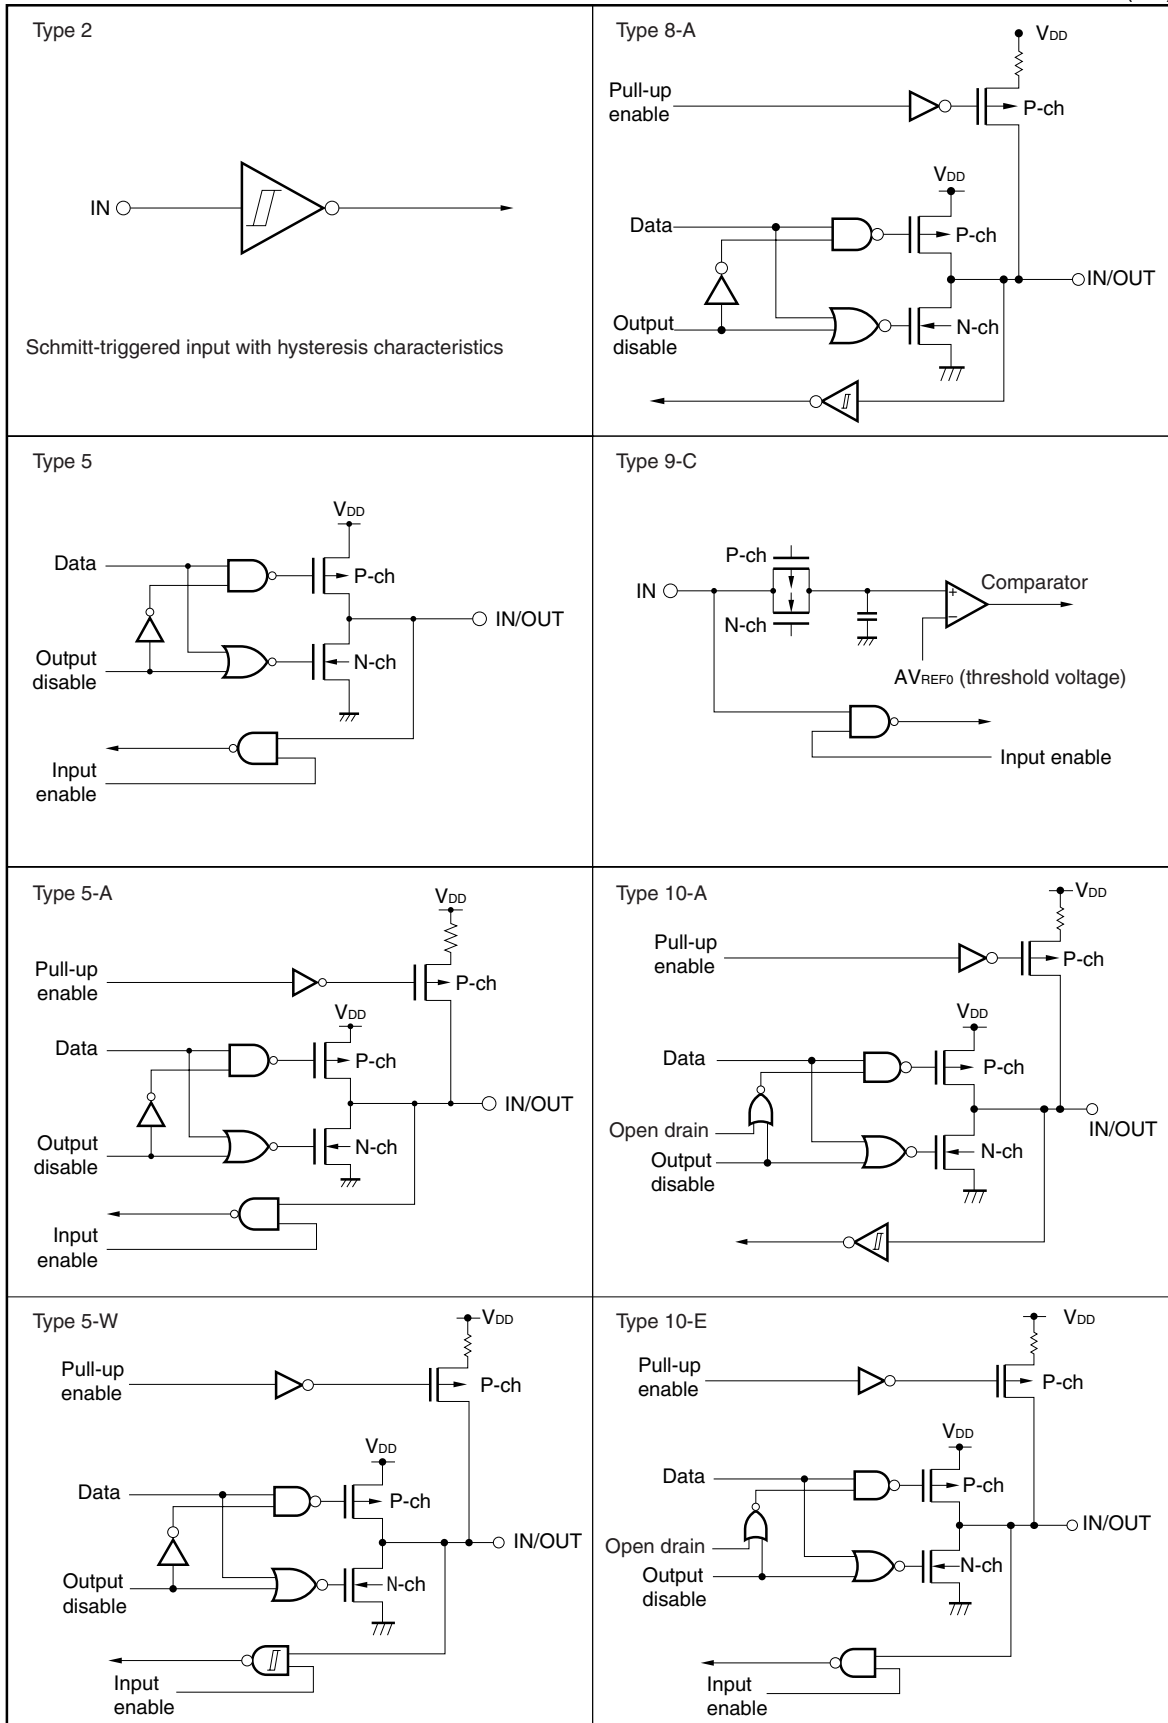 Type 2
IN
Schmitt-triggered input with hysteresis characteristics
Type 8-A
VDD
Pull-up
enable
P-ch
VDD
Data
P-ch
IN/OUT
Output
disable
N-ch
Type 5
VDD
Data
P-ch
IN/OUT
Output
disable
N-ch
Input
enable
Type 9-C
P-ch
IN
N-ch
Comparator
+
−
AVREF0 (threshold voltage)
Input enable
Type 5-A
VDD
Pull-up
enable
P-ch
VDD
Data
P-ch
IN/OUT
Output
disable
N-ch
Input
enable
Type 10-A
VDD
Pull-up
enable
P-ch
VDD
Data
P-ch
Open drain
IN/OUT
Output
disable
N-ch
Type 5-W
VDD
Pull-up
enable
P-ch
VDD
Data
P-ch
IN/OUT
Output
disable
N-ch
Input
enable
Type 10-E
VDD
Pull-up
enable
P-ch
VDD
Data
P-ch
IN/OUT
Open drain
Output
disable
N-ch
Input
enable